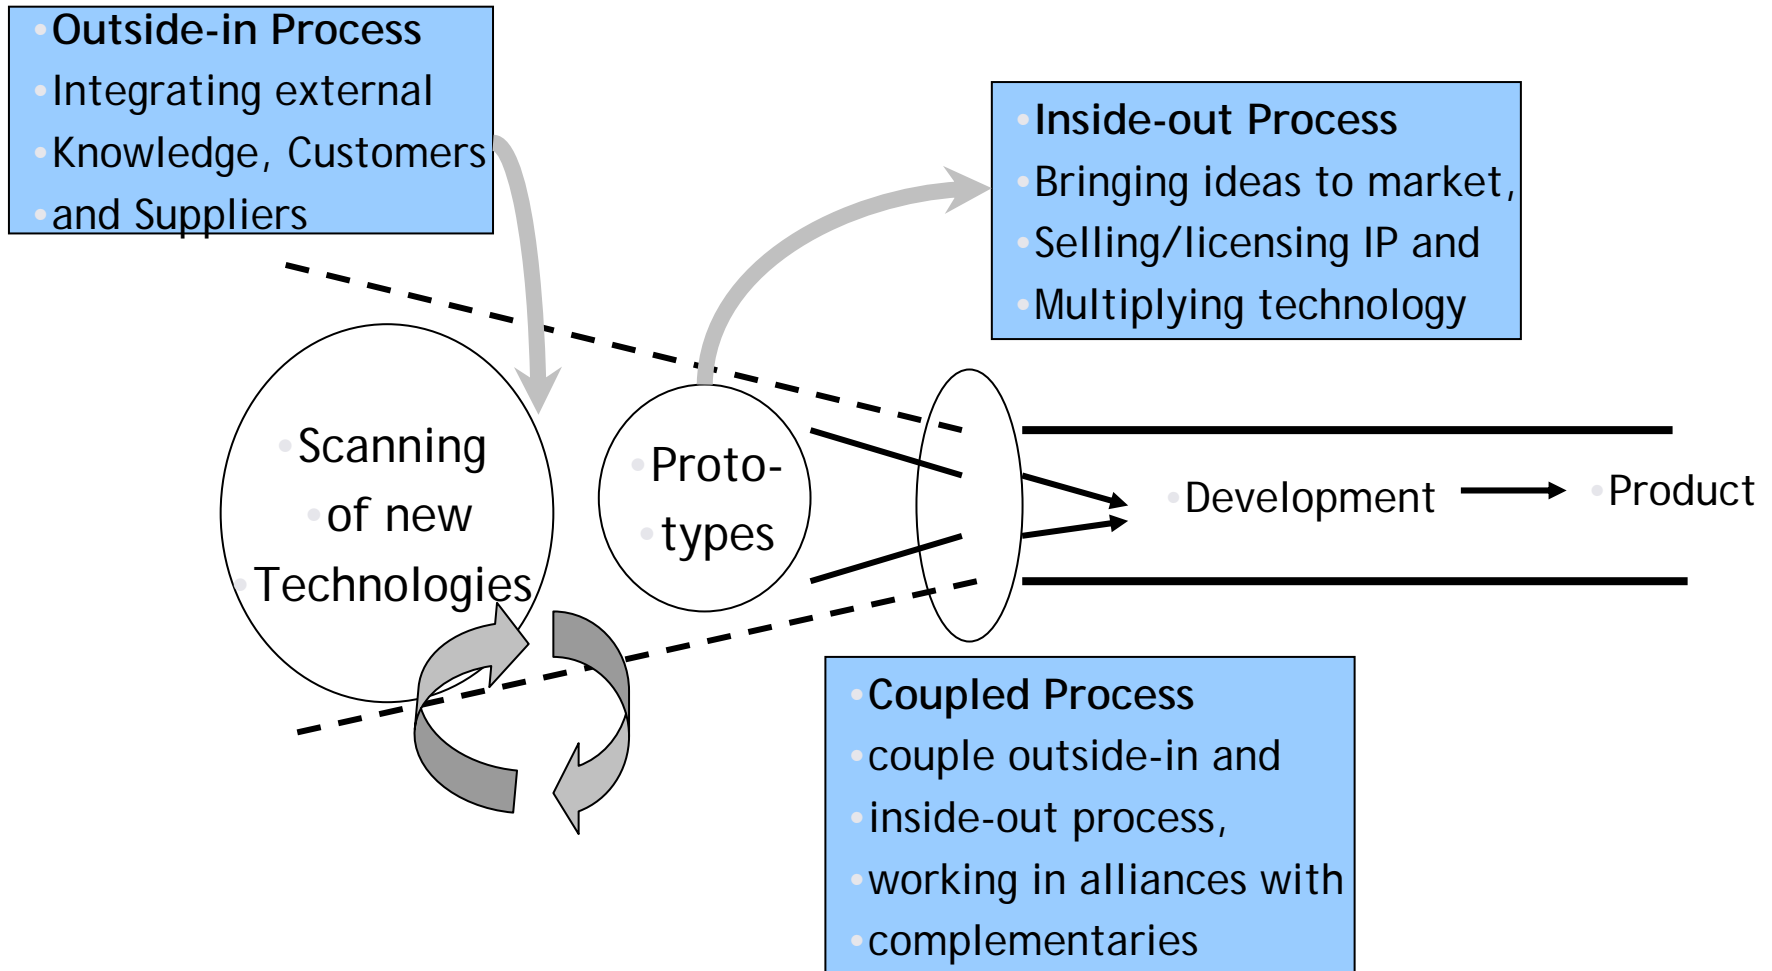 •Outside-in Process
•Integrating external
•Knowledge, Customers
•and Suppliers
•Inside-out Process
•Bringing ideas to market,
•Selling/licensing IP and
•Multiplying technology
•Scanning
•of new
•Technologies
•Proto-
•types
•Development
•Product
•Coupled Process
•couple outside-in and
•inside-out process,
•working in alliances with
•complementaries